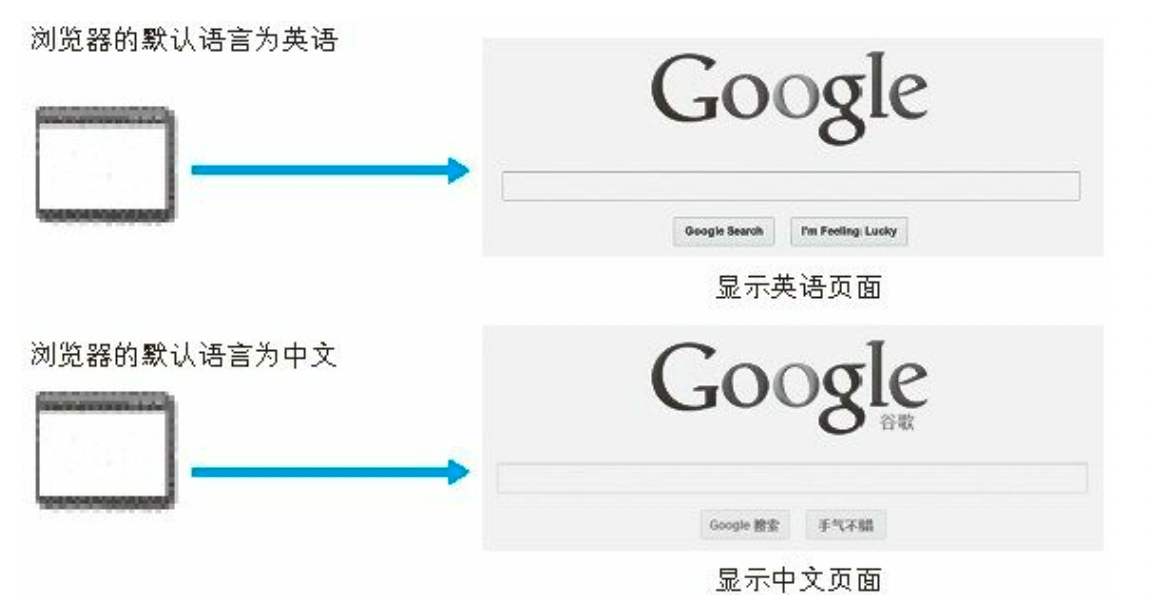 浏览器的默认语言为英语
Google
Google Search
I'm Feeling Lucky
显示英语页面
浏览器的默认语言为中文
Google
谷歌
Google 搜索
手气不错
显示中文页面